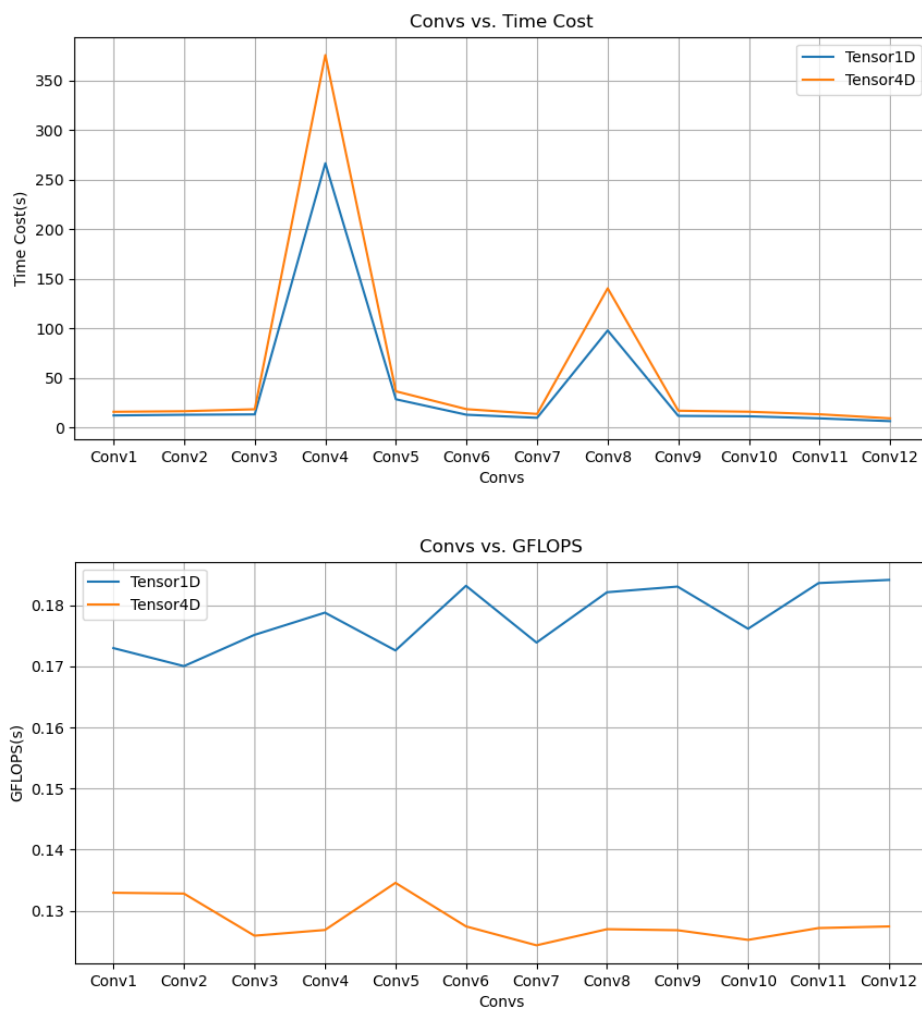 Convs vs. Time Cost
Tensor1D
Tensor4D
350
300
250
200
150
100
50
0
Time Cost(s)
Conv1 Conv2 Conv3 Conv4 Conv5 Conv6 Conv7 Conv8 Conv9 Conv10 Conv11 Conv12
Convs
Convs vs. GFLOPS
Tensor1D
Tensor4D
0.18
0.17
0.16
0.15
0.14
0.13
GFLOPS(s)
Conv1 Conv2 Conv3 Conv4 Conv5 Conv6 Conv7 Conv8 Conv9 Conv10 Conv11 Conv12
Convs